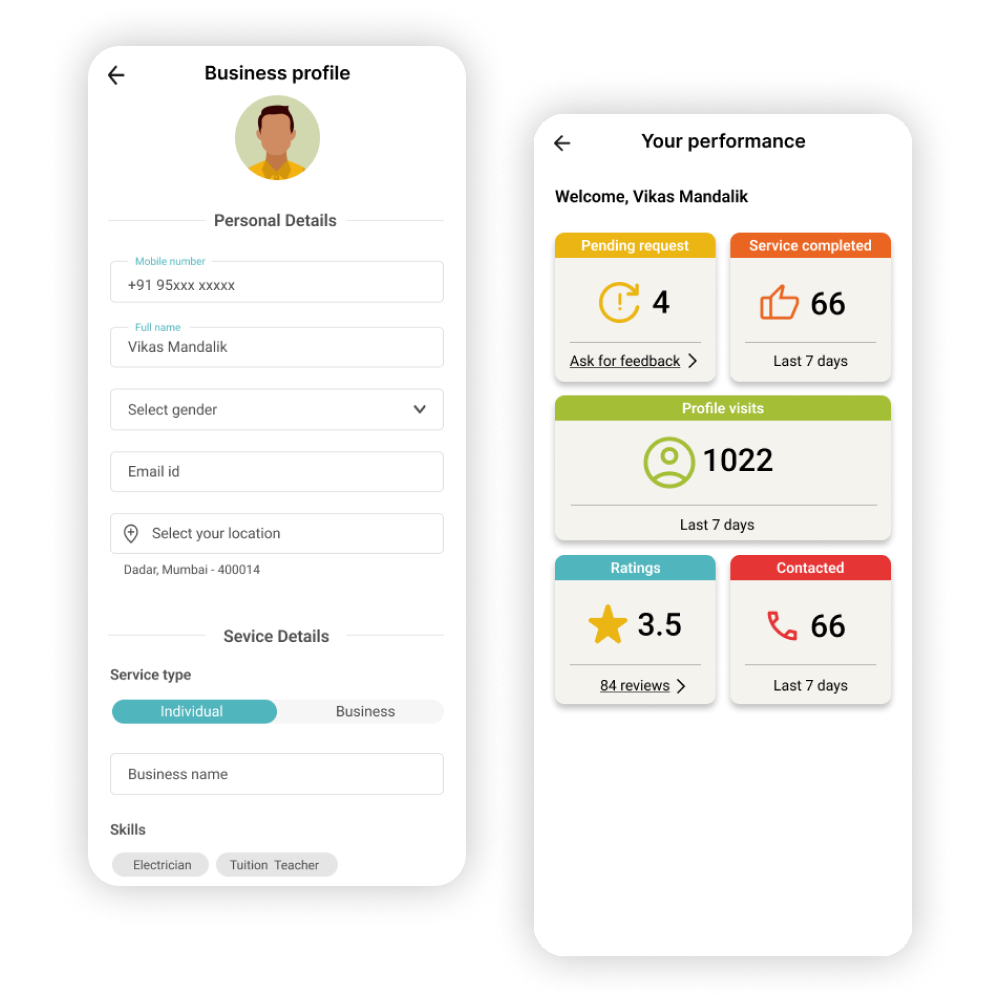 Business profile
Personal Details
Mobile number
+91 95xxx xxxxx
Full name
Vikas Mandalik
Select gender
Email id
Select your location
Dadar, Mumbai - 400014
Sevice Details
Service type
Individual Business
Business name
Skills
Electrician Tuition Teacher
Your performance
Welcome, Vikas Mandalik
Pending request Service completed
! 4 66
Ask for feedback Last 7 days
Profile visits
1022
Last 7 days
Ratings Contacted
3.5 66
84 reviews Last 7 days